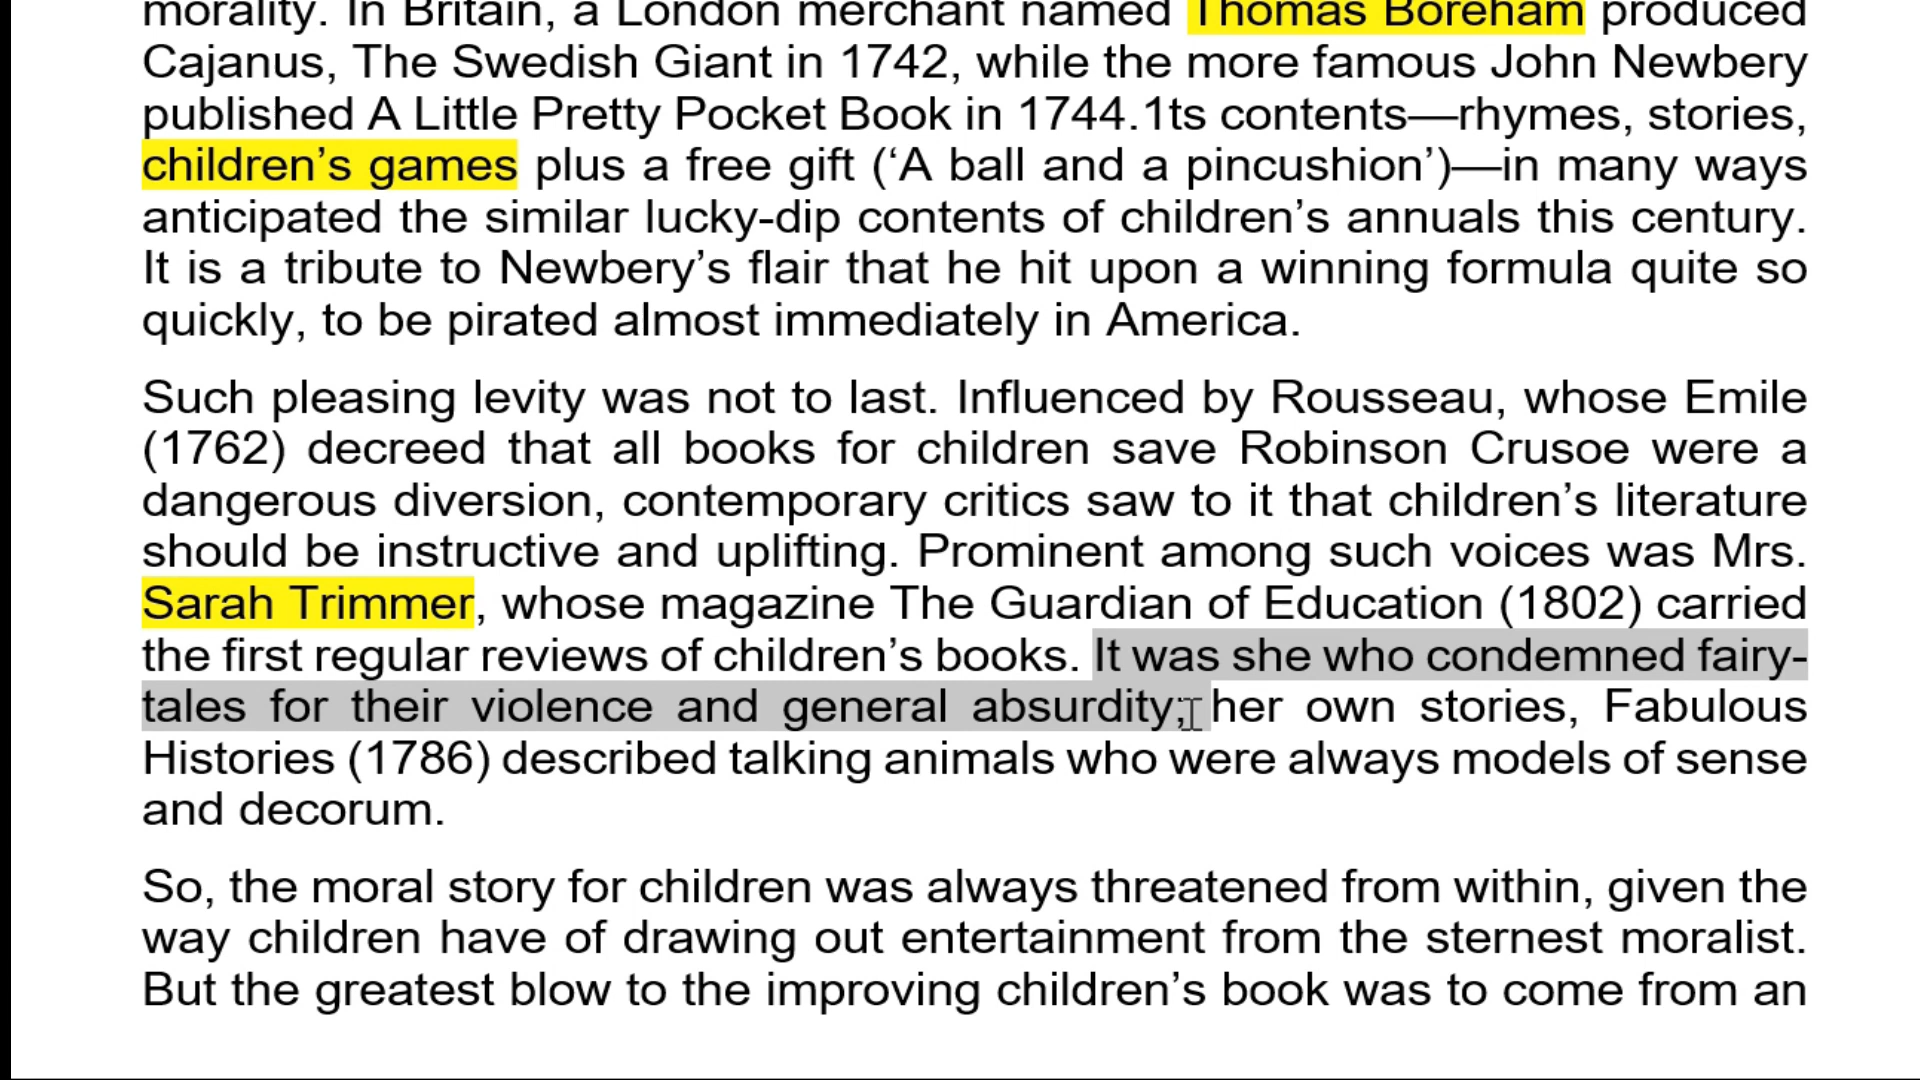 morality. In Britain, a London merchant named Thomas Boreham produced
Cajanus, The Swedish Giant in 1742, while the more famous John Newbery
published A Little Pretty Pocket Book in 1744.1ts contents—rhymes, stories,
children’s games plus a free gift (‘A ball and a pincushion’)—in many ways
anticipated the similar lucky-dip contents of children’s annuals this century.
It is a tribute to Newbery’s flair that he hit upon a winning formula quite so
quickly, to be pirated almost immediately in America.
Such pleasing levity was not to last. Influenced by Rousseau, whose Emile
(1762) decreed that all books for children save Robinson Crusoe were a
dangerous diversion, contemporary critics saw to it that children’s literature
should be instructive and uplifting. Prominent among such voices was Mrs.
Sarah Trimmer, whose magazine The Guardian of Education (1802) carried
the first regular reviews of children’s books. It was she who condemned fairy-
tales for their violence and general absurdity; her own stories, Fabulous
Histories (1786) described talking animals who were always models of sense
and decorum.
So, the moral story for children was always threatened from within, given the
way children have of drawing out entertainment from the sternest moralist.
But the greatest blow to the improving children’s book was to come from an